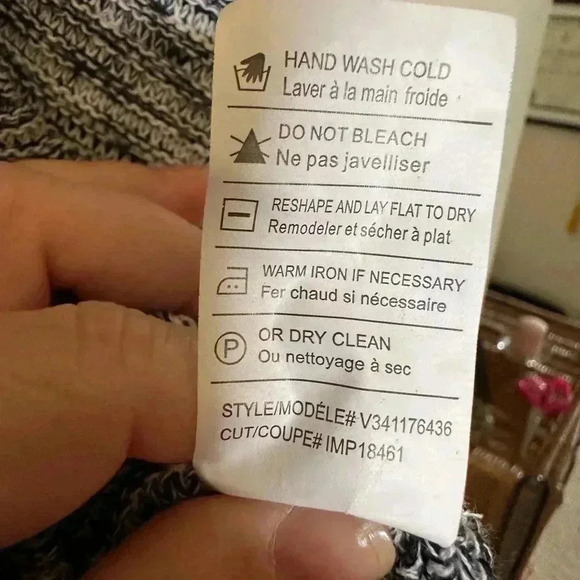 HAND WASH COLD
Laver à la main froide
DO NOT BLEACH
Ne pas javelliser
RESHAPE AND LAY FLAT TO DRY
Remodeler et sécher à plat
WARM IRON IF NECESSARY
Fer chaud si nécessaire
P
OR DRY CLEAN
Ou nettoyage à sec
STYLE/MODÉLE# V341176436
CUT/COUPE# IMP18461